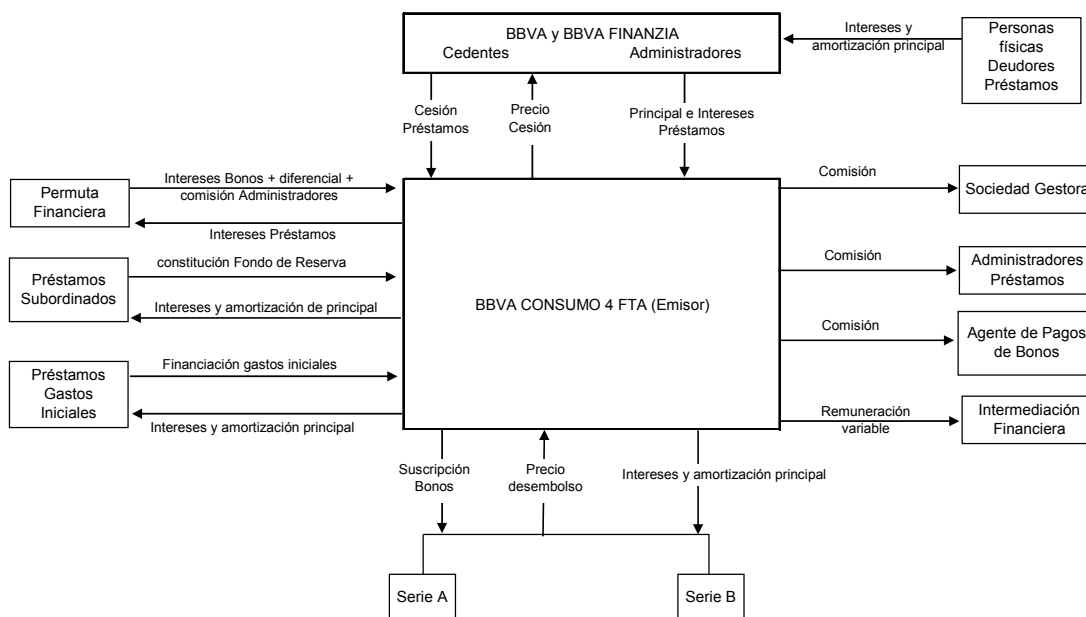 BBVA y BBVA FINANZIA
Cedentes
Administradores
Intereses y
amortización principal
Personas
físicas
Deudores
Préstamos
Cesión
Préstamos
Precio
Cesión
Principal e Intereses
Préstamos
Permuta
Financiera
Intereses Bonos + diferencial +
comisión Administradores
Intereses Préstamos
Préstamos
Subordinados
constitución Fondo de Reserva
Intereses y amortización de principal
Préstamos
Gastos
Iniciales
Financiación gastos iniciales
Intereses y amortización principal
BBVA CONSUMO 4 FTA (Emisor)
Comisión
Sociedad Gestora
Comisión
Administradores
Préstamos
Comisión
Agente de Pagos
de Bonos
Remuneración
variable
Intermediación
Financiera
Suscripción
Bonos
Precio
desembolso
Intereses y amortización principal
Serie A
Serie B